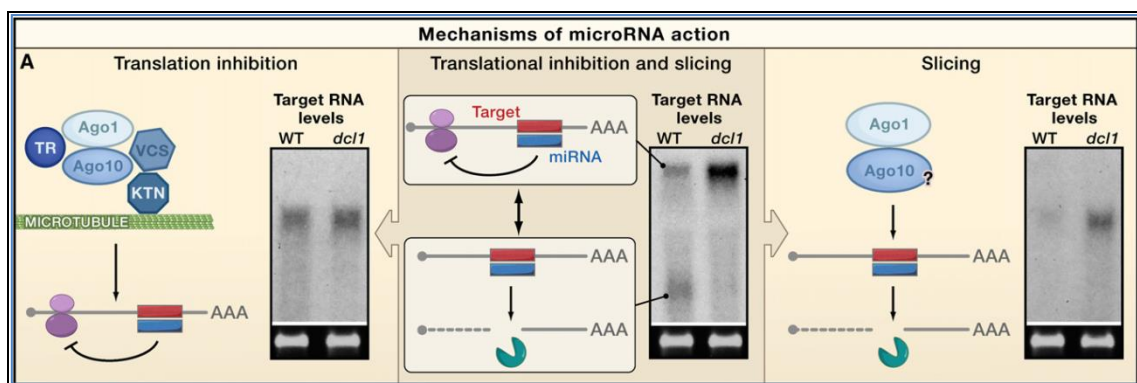 Mechanisms of microRNA action
A
Translation inhibition
TR
Ago1
Ago10
VCS
KTN
MICROTUBULE
AAA
Target RNA
levels
WT dcl1
Translational inhibition and slicing
Target
AAA
miRNA
AAA
AAA
Target RNA
levels
WT dcl1
Slicing
Ago1
Ago10
?
AAA
AAA
Target RNA
levels
WT dcl1